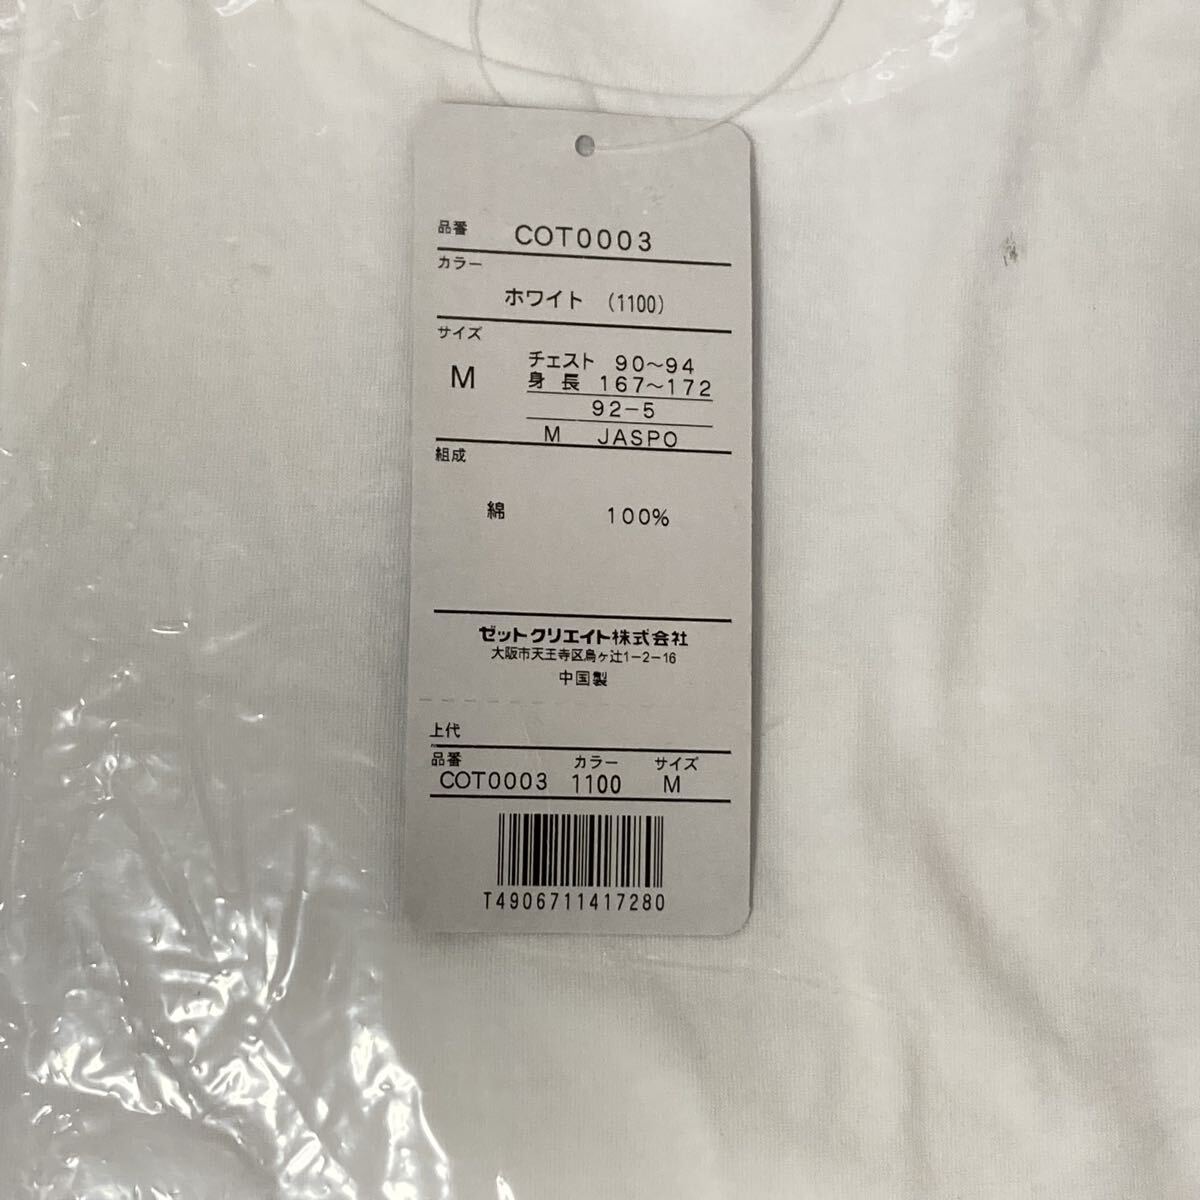 品番 COT0003
カラー
ホワイト (1100)
サイズ
M チェスト 90～94
身長 167～172
92-5
M JASPO
組成
綿 100%
ゼットクリエイト株式会社
大阪市天王寺区烏ヶ辻1-2-16
中国製
上代
品番 カラー サイズ
COT0003 1100 M
T4906711417280